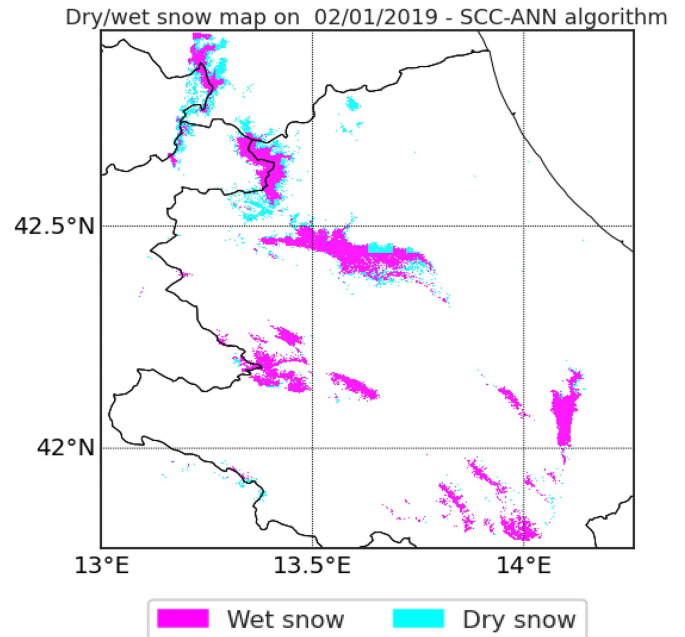 Dry/wet snow map on 02/01/2019 - SCC-ANN algorithm
42.5°N
42°N
13°E 13.5°E 14°E
Wet snow Dry snow